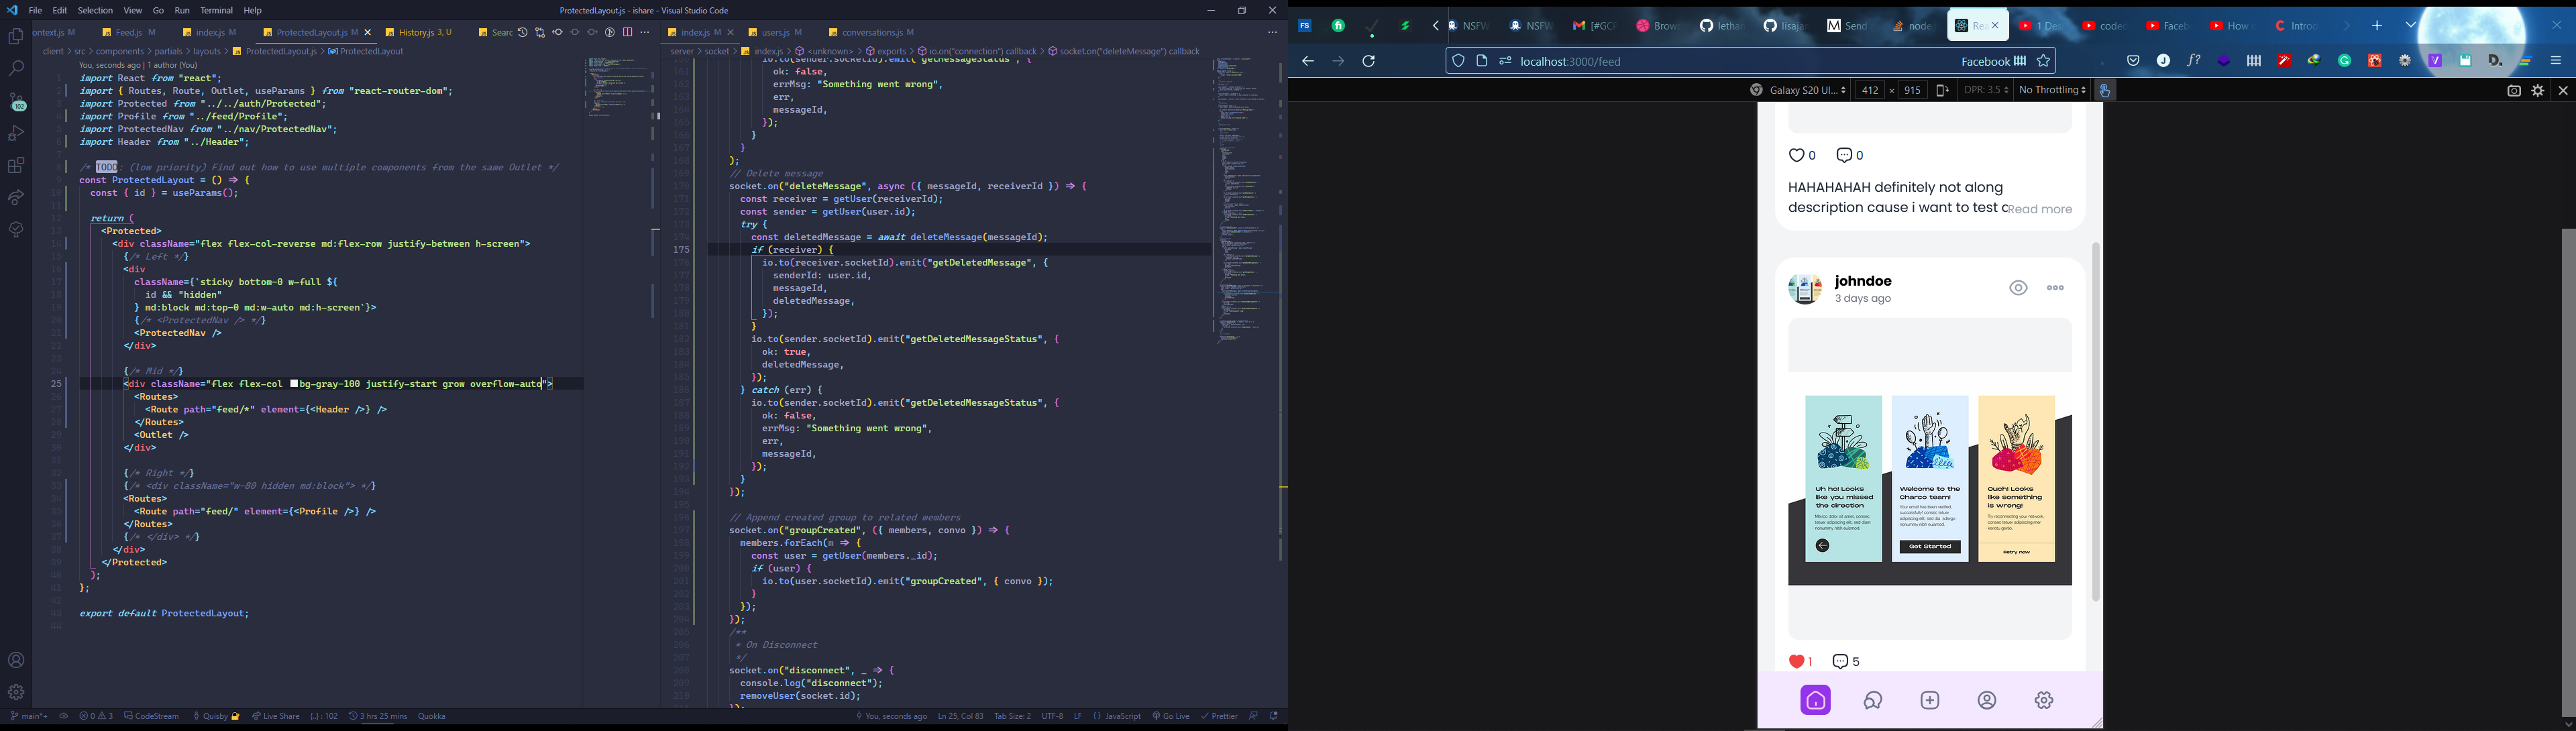 File Edit Selection View Go Run Terminal Help
ProtectedLayout.js - ishare - Visual Studio Code
ontext.js M Feed.js M index.js M ProtectedLayout.js M History.js 3, U Searc
client > src > components > partials > layouts > ProtectedLayout.js > ProtectedLayout
You, seconds ago | 1 author (You)
import React from "react";
import { Routes, Route, Outlet, useParams } from "react-router-dom";
import Protected from "../../auth/Protected";
import Profile from "../feed/Profile";
import ProtectedNav from "../nav/ProtectedNav";
import Header from "../Header";
/* TODO: (low priority) Find out how to use multiple components from the same Outlet */
const ProtectedLayout = () => {
const { id } = useParams();
return (
<Protected>
<div className="flex flex-col-reverse md:flex-row justify-between h-screen">
{/* Left */}
<div
className={`sticky bottom-0 w-full ${
id && "hidden"
} md:block md:top-0 md:w-auto md:h-screen`}>
{/* <ProtectedNav /> */}
<ProtectedNav />
</div>
{/* Mid */}
25 <div className="flex flex-col bg-gray-100 justify-start grow overflow-auto">
<Routes>
<Route path="feed/*" element={<Header />} />
</Routes>
<Outlet />
</div>
{/* Right */}
{/* <div className="w-80 hidden md:block"> */}
<Routes>
<Route path="feed/" element={<Profile />} />
</Routes>
{/* </div> */}
</div>
</Protected>
);
};
export default ProtectedLayout;
index.js M users.js M conversations.js M
server > socket > index.js > <unknown> > exports > io.on("connection") callback > socket.on("deleteMessage") callback
io.to(sender.socketId).emit("getMessageStatus", {
ok: false,
errMsg: "Something went wrong",
err,
messageId,
});
}
}
);
// Delete message
socket.on("deleteMessage", async ({ messageId, receiverId }) => {
const receiver = getUser(receiverId);
const sender = getUser(user.id);
try {
const deletedMessage = await deleteMessage(messageId);
175 if (receiver) {
io.to(receiver.socketId).emit("getDeletedMessage", {
senderId: user.id,
messageId,
deletedMessage,
});
}
io.to(sender.socketId).emit("getDeletedMessageStatus", {
ok: true,
deletedMessage,
});
} catch (err) {
io.to(sender.socketId).emit("getDeletedMessageStatus", {
ok: false,
errMsg: "Something went wrong",
err,
messageId,
});
}
});
// Append created group to related members
socket.on("groupCreated", ({ members, convo }) => {
members.forEach(m => {
const user = getUser(members._id);
if (user) {
io.to(user.socketId).emit("groupCreated", { convo });
}
});
});
/**
* On Disconnect
*/
socket.on("disconnect", _ => {
console.log("disconnect");
removeUser(socket.id);
});
main*+ 0 3 CodeStream Quisby Live Share {..} : 102 3 hrs 25 mins Quokka
You, seconds ago Ln 25, Col 83 Tab Size: 2 UTF-8 LF JavaScript Go Live Prettier
FS NSFW NSFW [#GCP Brow lethar lisajar Send node Rea 1 De coded Faceb How Introd
localhost:3000/feed Facebook
Galaxy S20 Ul... 412 × 915 DPR: 3.5 No Throttling
0 0
HAHAHAHAH definitely not along
description cause i want to test Read more
johndoe
3 days ago
Uh ho! Looks
like you missed
the direction
Welcome to the
Charco team!
Get Started
Ouch! Looks
like something
is wrong!
Retry now
1 5